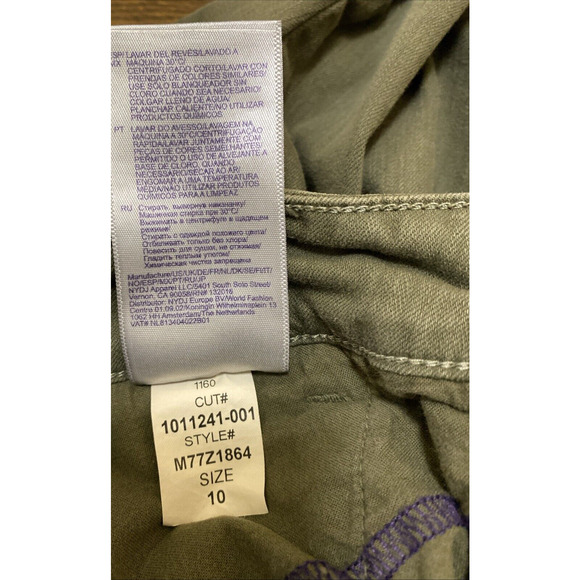 SP/ LAVAR DEL REVÉS/LAVADO A
MX MÁQUINA 30°C/
CENTRIFUGADO CORTO/LAVAR CON
PRENDAS DE COLORES SIMILARES/
USE SÓLO BLANQUEADOR SIN
CLORO CUANDO SEA NECESARIO/
COLGAR LLENO DE AGUA/
PLANCHAR CALIENTE/NO UTILIZAR
PRODUCTOS QUÍMICOS
PT LAVAR DO AVESSO/LAVAGEM NA
MÁQUINA A 30°C/CENTRIFUGAÇÃO
RÁPIDA/LAVAR JUNTAMENTE COM
PEÇAS DE CORES SEMELHANTES/
PERMITIDO O USO DE ALVEJANTE A
BASE DE CLORO, QUANDO
NECESSÁRIO/SECAR AO AR/
ENGOMAR A UMA TEMPERATURA
MÉDIA/NÃO UTILIZAR PRODUTOS
QUÍMICOS PARA A LIMPEZ
RU Стирать, вывернув наизнанку/
Машинная стирка при 30°C/
Выжимать в центрифуге в щадящем
режиме/
Стирать с одеждой похожего цвета/
Отбеливать только без хлора/
Повесить для сушки, не отжимая/
Гладить теплым утюгом/
Химическая чистка запрещена
Manufacture/US/UK/DE/FR/NL/DK/SE/FI/IT/
NO/ESP/MX/PT/RU/JP
NYDJ Apparel LLC/5401 South Soto Street/
Vernon, CA 90058/RN# 132016
Distributor: NYDJ Europe BV/World Fashion
Centre 01.09.02/Koningin Wilhelminaplein 13
1062 HH Amsterdam/The Netherlands
VAT# NL813404022B01
1160
CUT#
1011241-001
STYLE#
M77Z1864
SIZE
10